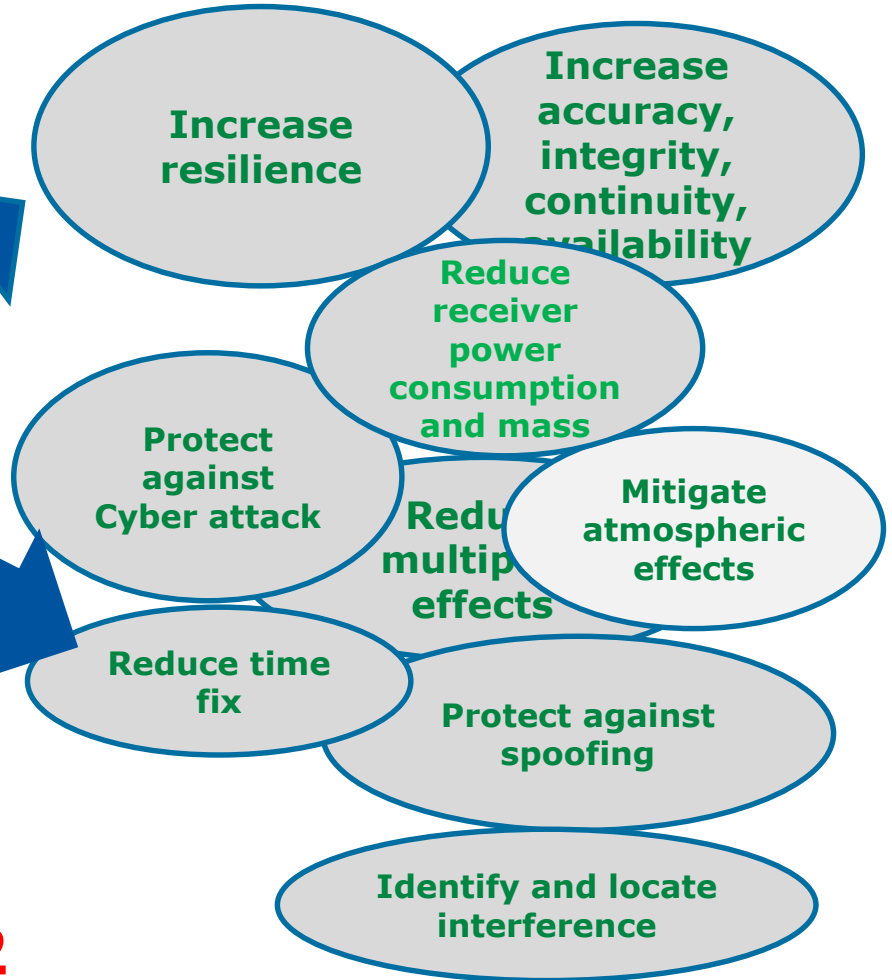 Increase
resilience
Increase
accuracy,
integrity,
continuity,
availability
Reduce
receiver
power
consumption
and mass
Protect
against
Cyber attack
effects
Mitigate
atmospheric
effects
Reduce time
fix
Protect against
spoofing
Identify and locate
interference